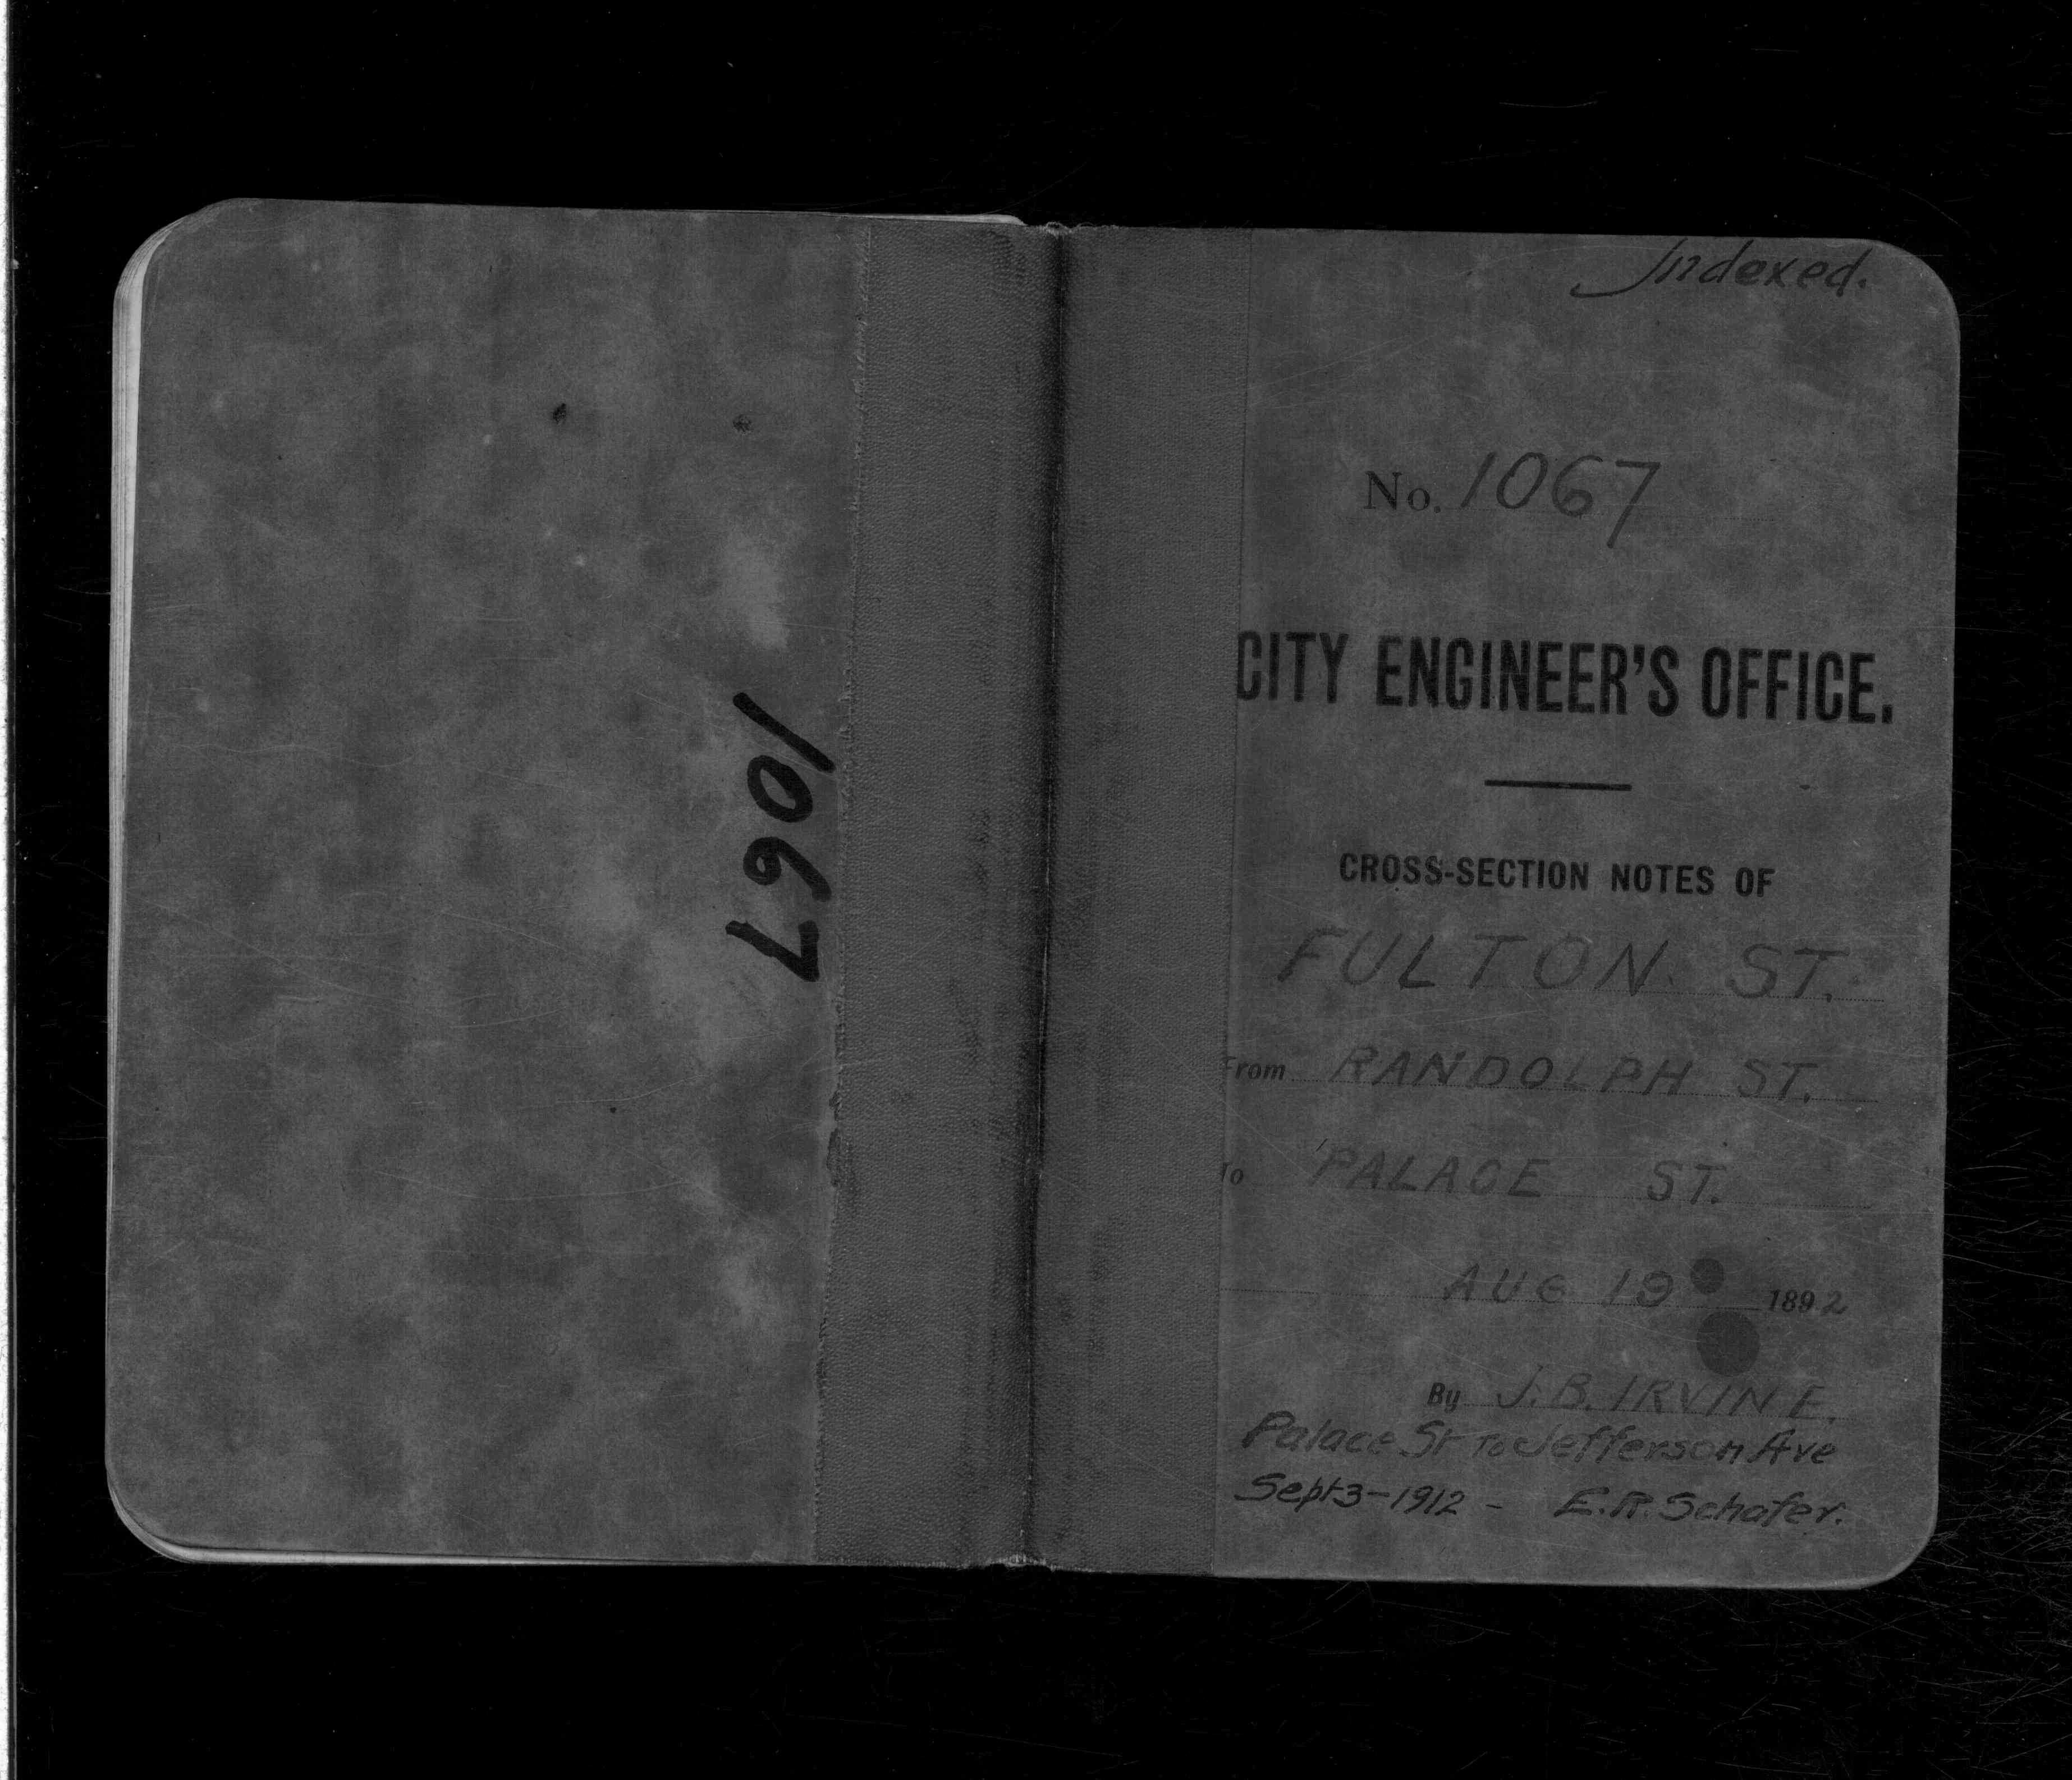 1067
Indexed.
No. 1067
CITY ENGINEER'S OFFICE.
CROSS-SECTION NOTES OF
FULTON ST.
From RANDOLPH ST.
To PALACE ST.
AUG 19 1892
By J. B. IRVINE.
Palace St To Jefferson Ave
Sept 3-1912 - E. R. Schafer.